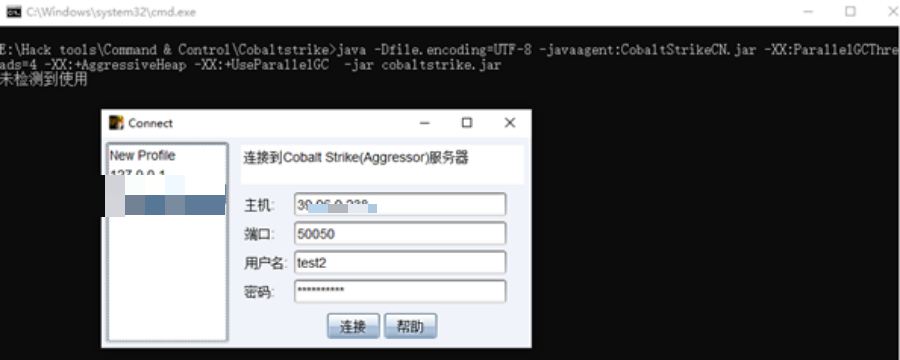 C:\Windows\system32\cmd.exe
E:\Hack tools\Command & Control\Cobaltstrike>java -Dfile.encoding=UTF-8 -javaagent:CobaltStrikeCN.jar -XX:ParallelGCThre
ads=4 -XX:+AggressiveHeap -XX:+UseParallelGC -jar cobaltstrike.jar
未检测到使用
Connect
New Profile
连接到Cobalt Strike(Aggressor)服务器
主机:
端口: 50050
用户名: test2
密码: **********
连接 帮助